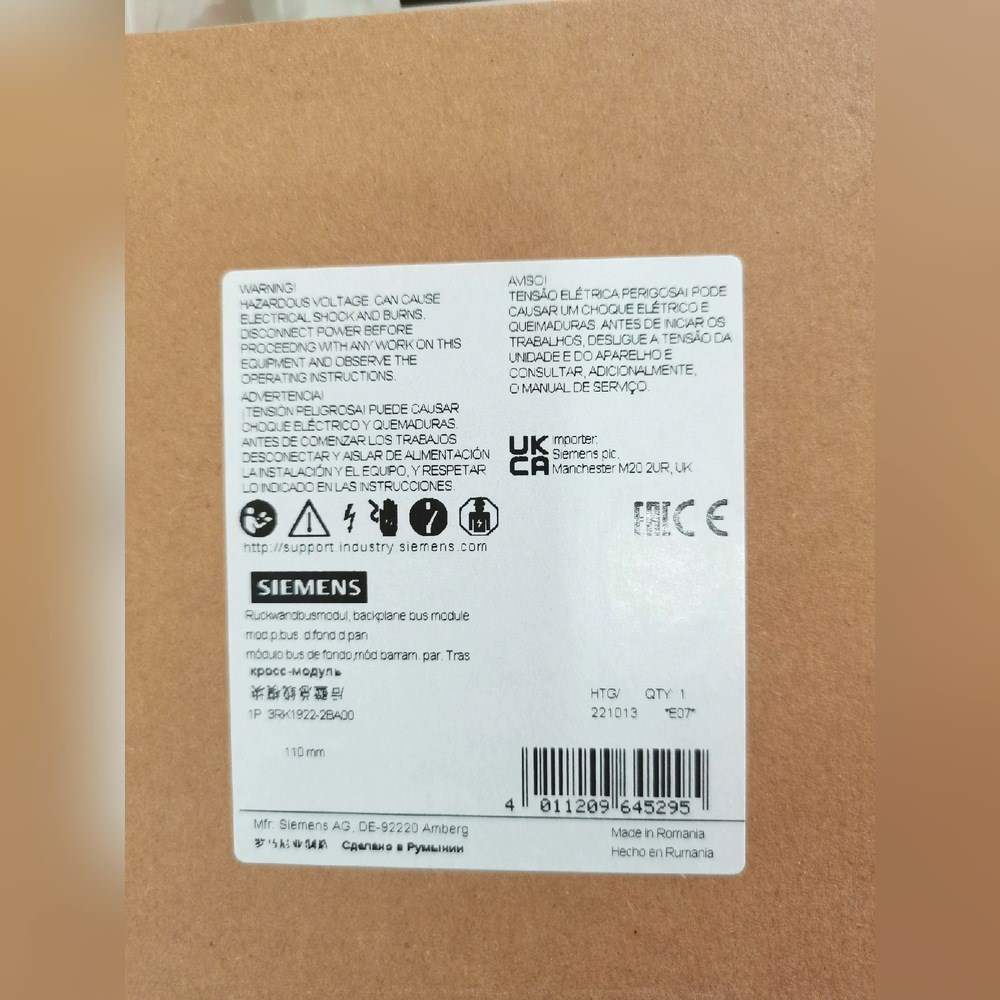 WARNING!
HAZARDOUS VOLTAGE CAN CAUSE
ELECTRICAL SHOCK AND BURNS.
DISCONNECT POWER BEFORE
PROCEEDING WITH ANY WORK ON THIS
EQUIPMENT AND OBSERVE THE
OPERATING INSTRUCTIONS.
ADVERTENCIA!
¡TENSIÓN PELIGROSA! PUEDE CAUSAR
CHOQUE ELÉCTRICO Y QUEMADURAS.
ANTES DE COMENZAR LOS TRABAJOS
DESCONECTAR Y AISLAR DE ALIMENTACIÓN
LA INSTALACIÓN Y EL EQUIPO, Y RESPETAR
LO INDICADO EN LAS INSTRUCCIONES.
AVISO!
TENSÃO ELÉTRICA PERIGOSA! PODE
CAUSAR UM CHOQUE ELÉTRICO E
QUEIMADURAS. ANTES DE INICIAR OS
TRABALHOS, DESLIGUE A TENSÃO DA
UNIDADE E DO APARELHO E
CONSULTAR, ADICIONALMENTE,
O MANUAL DE SERVIÇO.
UK
CA
Importer:
Siemens plc.
Manchester M20 2UR, UK
EAC CE
http://support.industry.siemens.com
SIEMENS
Rückwandbusmodul, backplane bus module
mod.p.bus. d.fond d.pan
módulo bus de fondo,mód.barram. par. Tras
кросс-модуль
1P 3RK1922-2BA00
HTG/ QTY: 1
221013 *E07*
110 mm
4 011209 645295
Mfr. Siemens AG, DE-92220 Amberg
Сделано в Румынии
Made in Romania
Hecho en Rumania